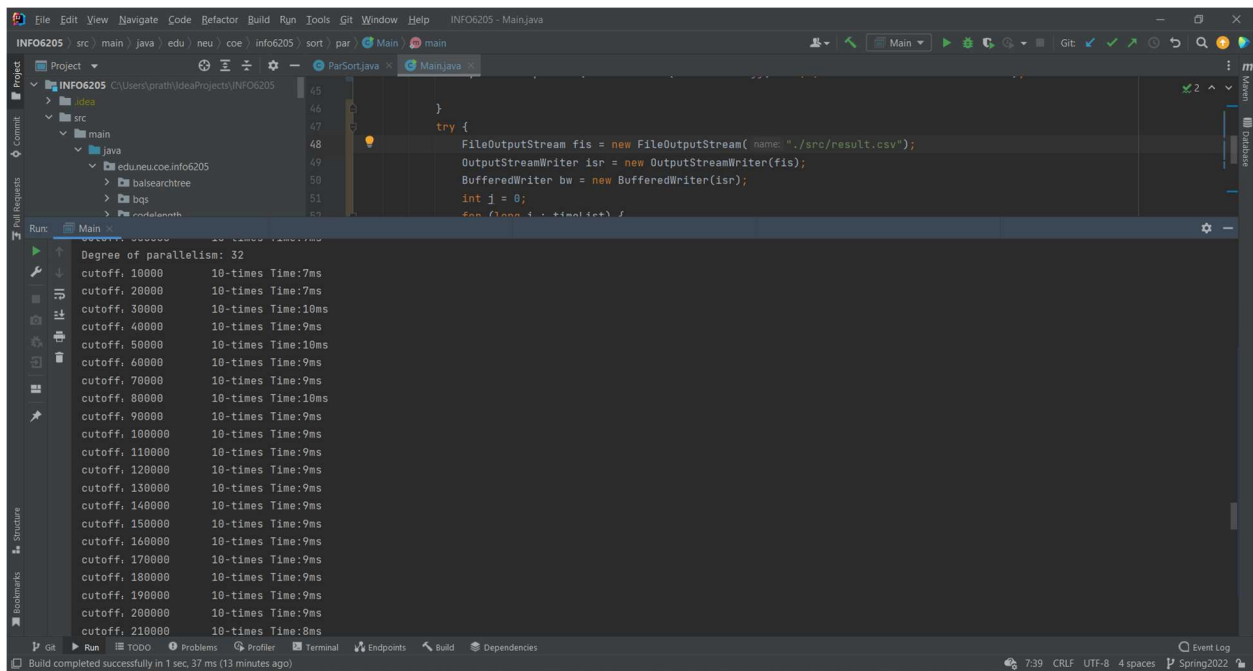 File Edit View Navigate Code Refactor Build Run Tools Git Window Help INFO6205 - Main.java
INFO6205 src main java edu neu coe info6205 sort par Main main Main Git:
Project ParSort.java Main.java
INFO6205 C:\Users\prath\IdeaProjects\INFO6205
45
2
.idea
46 }
src
47 try {
main
48 FileOutputStream fis = new FileOutputStream( name: "./src/result.csv");
java
49 OutputStreamWriter isr = new OutputStreamWriter(fis);
edu.neu.coe.info6205
50 BufferedWriter bw = new BufferedWriter(isr);
balsearchtree
51 int j = 0;
bqs
52 for (long i : timeList) {
codelength
Project
Commit
Pull Requests
Structure
Bookmarks
Maven
Database
Run: Main
Degree of parallelism: 32
cutoff：10000 10-times Time:7ms
cutoff：20000 10-times Time:7ms
cutoff：30000 10-times Time:10ms
cutoff：40000 10-times Time:9ms
cutoff：50000 10-times Time:10ms
cutoff：60000 10-times Time:9ms
cutoff：70000 10-times Time:9ms
cutoff：80000 10-times Time:10ms
cutoff：90000 10-times Time:9ms
cutoff：100000 10-times Time:9ms
cutoff：110000 10-times Time:9ms
cutoff：120000 10-times Time:9ms
cutoff：130000 10-times Time:9ms
cutoff：140000 10-times Time:9ms
cutoff：150000 10-times Time:9ms
cutoff：160000 10-times Time:9ms
cutoff：170000 10-times Time:9ms
cutoff：180000 10-times Time:9ms
cutoff：190000 10-times Time:9ms
cutoff：200000 10-times Time:9ms
cutoff：210000 10-times Time:8ms
Git Run TODO Problems Profiler Terminal Endpoints Build Dependencies Event Log
Build completed successfully in 1 sec, 37 ms (13 minutes ago) 7:39 CRLF UTF-8 4 spaces Spring2022